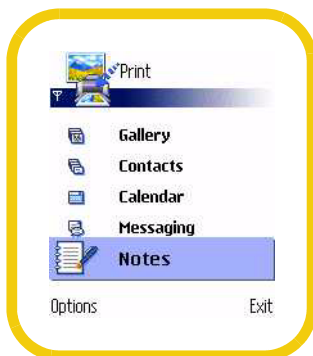 Print
Gallery
Contacts
Calendar
Messaging
Notes
Options Exit